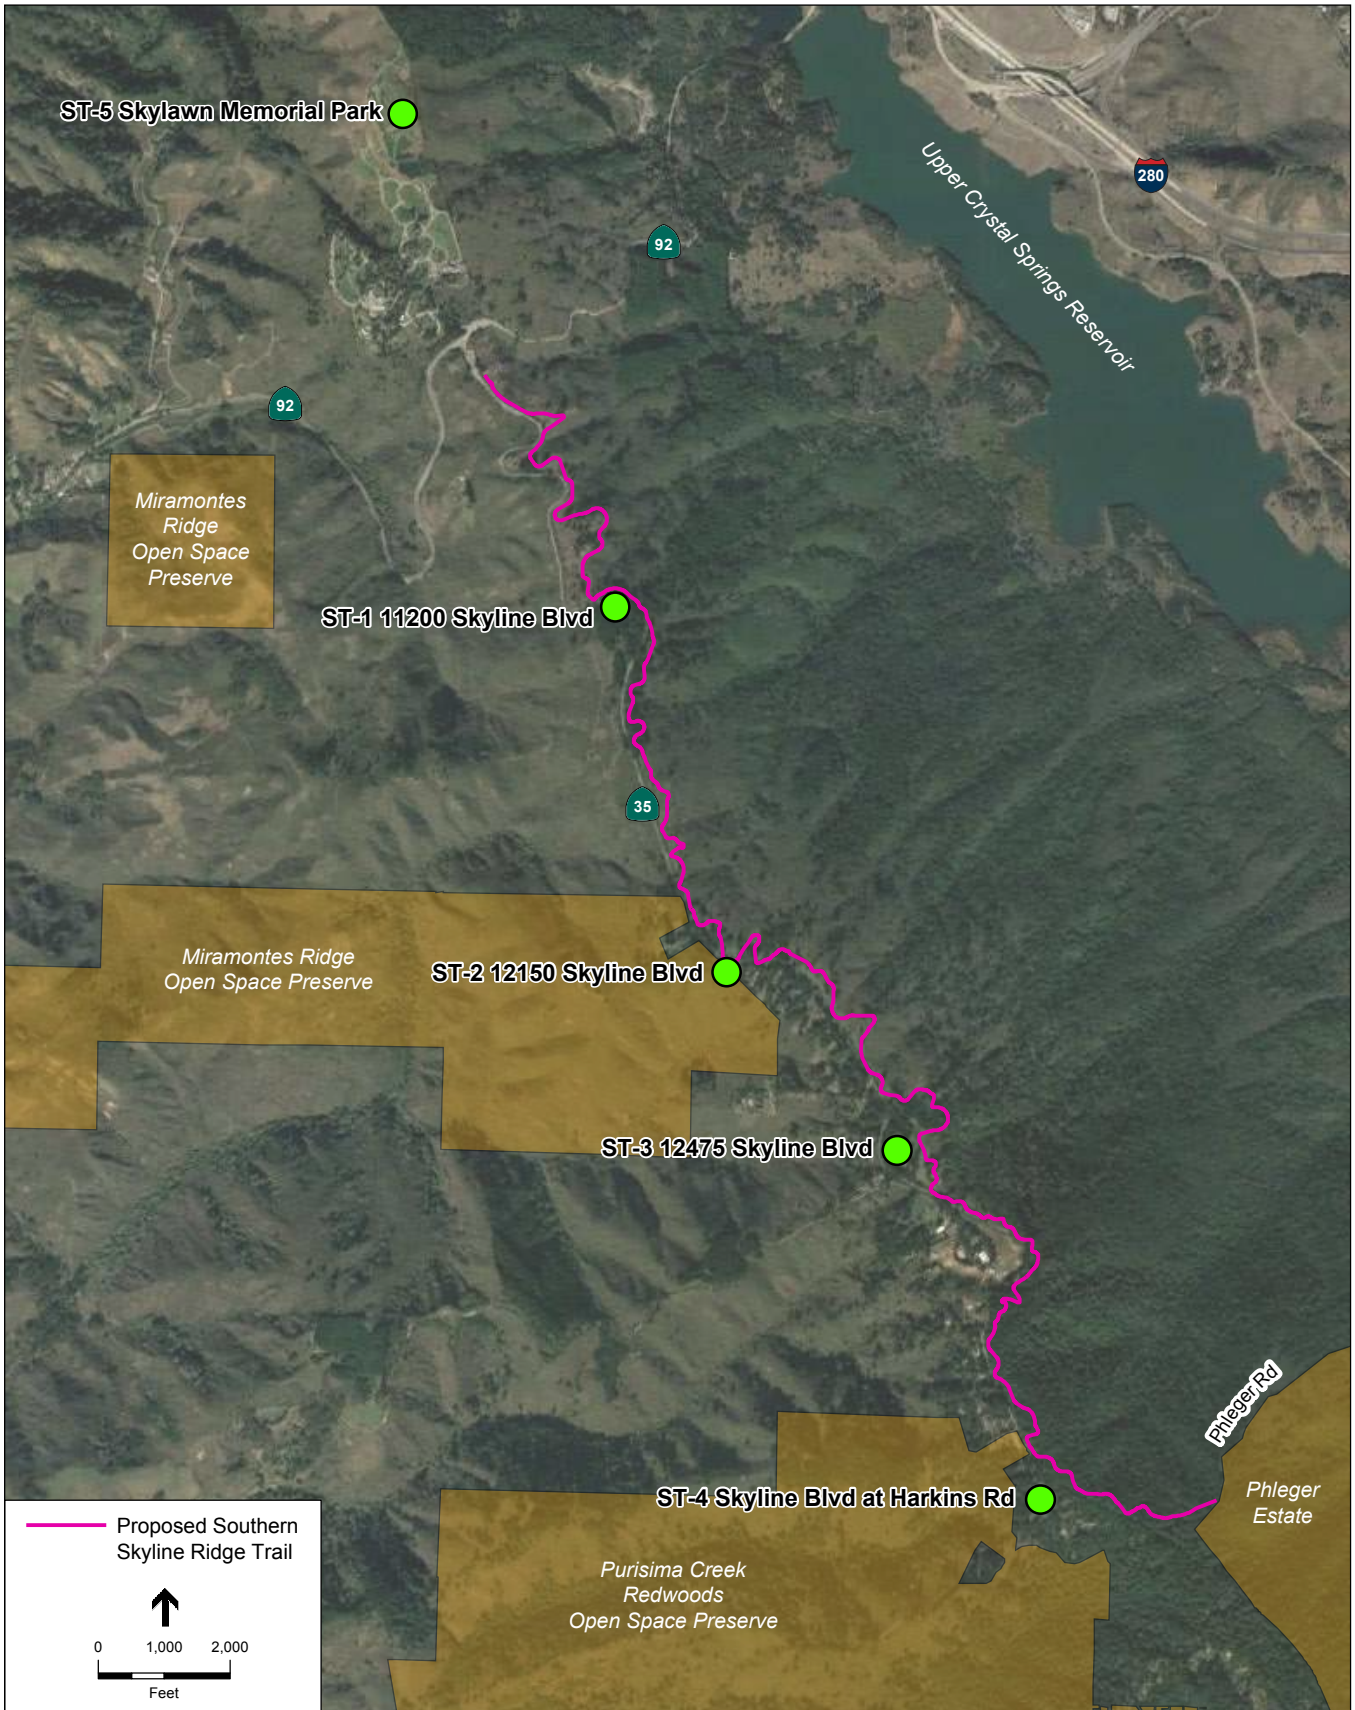 ST-5 Skylawn Memorial Park
280
Upper Crystal Springs Reservoir
92
92
Miramontes
Ridge
Open Space
Preserve
ST-1 11200 Skyline Blvd
35
Miramontes Ridge
Open Space Preserve
ST-2 12150 Skyline Blvd
ST-3 12475 Skyline Blvd
Phleger Rd
Phleger
Estate
ST-4 Skyline Blvd at Harkins Rd
Purisima Creek
Redwoods
Open Space Preserve
Proposed Southern
Skyline Ridge Trail
0 1,000 2,000
Feet